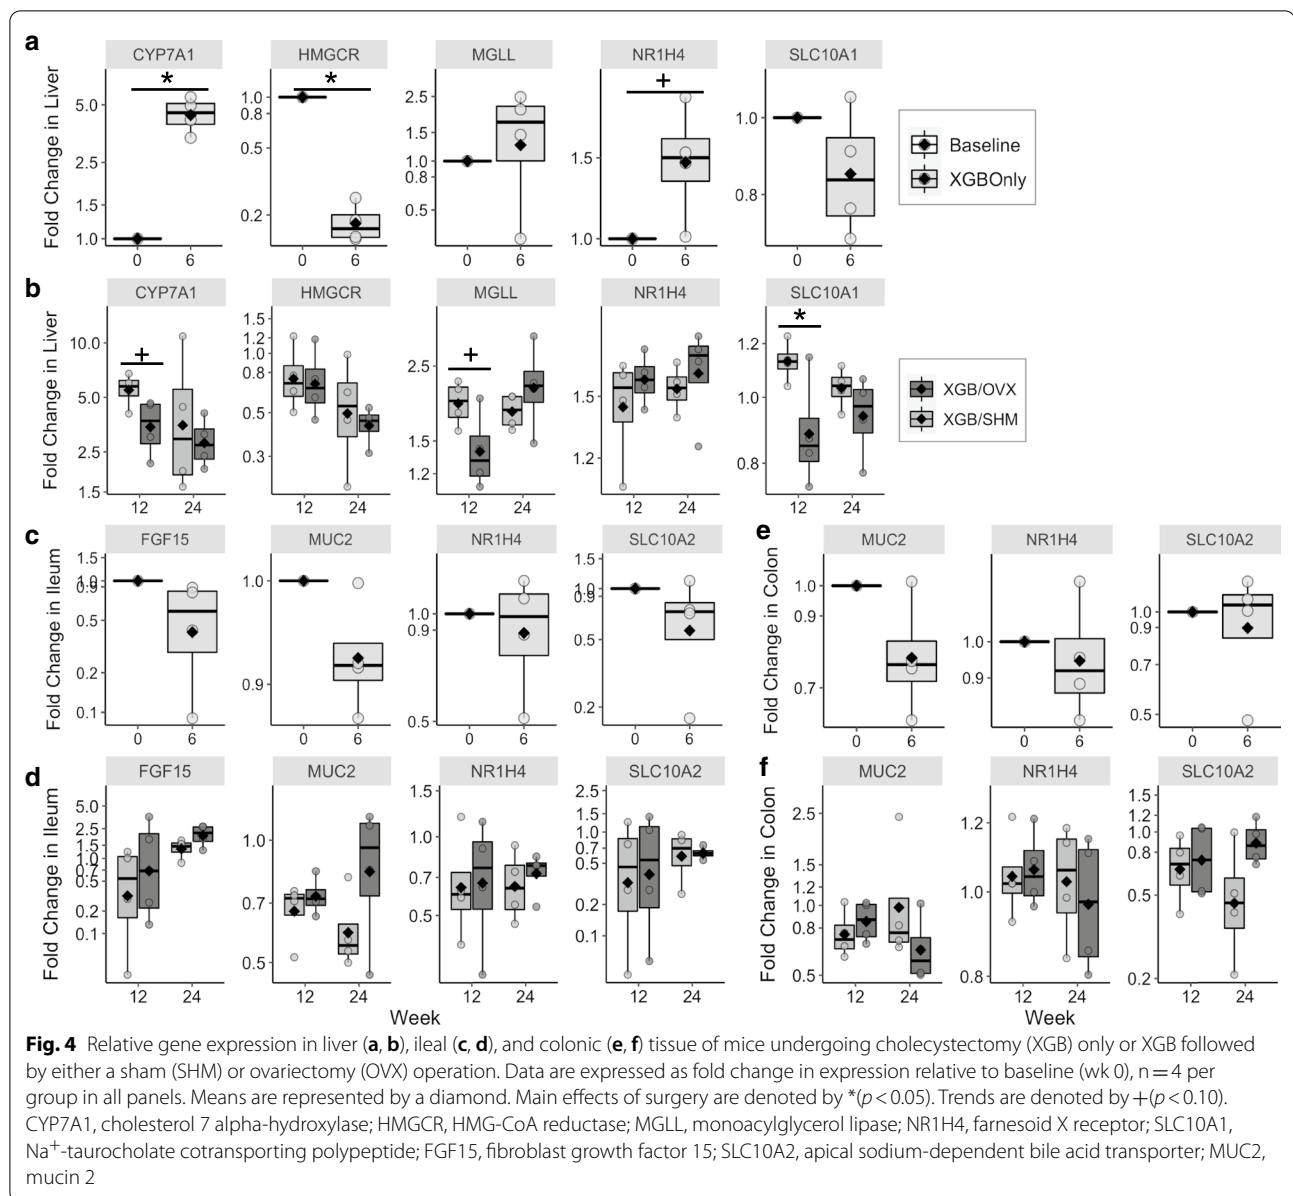 a
CYP7A1 HMGCR MGLL NR1H4 SLC10A1
Fold Change in Liver
5.0 2.5 1.5 1.0
* 
1.0 0.8 0.5 0.2
*
2.5 1.0 0.8 0.5
1.5 1.0
+
1.0 0.8
0 6 0 6 0 6 0 6 0 6
Baseline
XGBOnly
b
CYP7A1 HMGCR MGLL NR1H4 SLC10A1
Fold Change in Liver
10.0 5.0 2.5 1.5
+
1.5 1.2 1.0 0.8 0.5 0.3
2.5 1.5 1.2
+
1.5 1.2
1.2 1.0 0.8
*
12 24 12 24 12 24 12 24 12 24
XGB/OVX
XGB/SHM
c
FGF15 MUC2 NR1H4 SLC10A2
Fold Change in Ileum
1.5 1.0 0.9 0.5 0.2 0.1
1.0 0.9
1.0 0.9 0.5
1.5 1.0 0.9 0.5 0.2
0 6 0 6 0 6 0 6
e
MUC2 NR1H4 SLC10A2
Fold Change in Colon
1.0 0.9 0.7
1.0 0.9
1.5 1.0 0.9 0.7 0.5
0 6 0 6 0 6
d
FGF15 MUC2 NR1H4 SLC10A2
Fold Change in Ileum
5.0 2.5 1.5 1.0 0.5 0.2 0.1
1.0 0.7 0.5
1.5 1.0 0.7 0.5
2.5 1.5 1.0 0.5 0.2 0.1
12 24 12 24 12 24 12 24
Week
f
MUC2 NR1H4 SLC10A2
Fold Change in Colon
2.5 1.5 1.2 1.0 0.8 0.5
1.2 1.0 0.8
1.5 1.2 0.8 0.5 0.2
12 24 12 24 12 24
Week
Fig. 4 Relative gene expression in liver (a, b), ileal (c, d), and colonic (e, f) tissue of mice undergoing cholecystectomy (XGB) only or XGB followed
by either a sham (SHM) or ovariectomy (OVX) operation. Data are expressed as fold change in expression relative to baseline (wk 0), n = 4 per
group in all panels. Means are represented by a diamond. Main effects of surgery are denoted by *(p < 0.05). Trends are denoted by +(p < 0.10).
CYP7A1, cholesterol 7 alpha-hydroxylase; HMGCR, HMG-CoA reductase; MGLL, monoacylglycerol lipase; NR1H4, farnesoid X receptor; SLC10A1,
Na⁺-taurocholate cotransporting polypeptide; FGF15, fibroblast growth factor 15; SLC10A2, apical sodium-dependent bile acid transporter; MUC2,
mucin 2